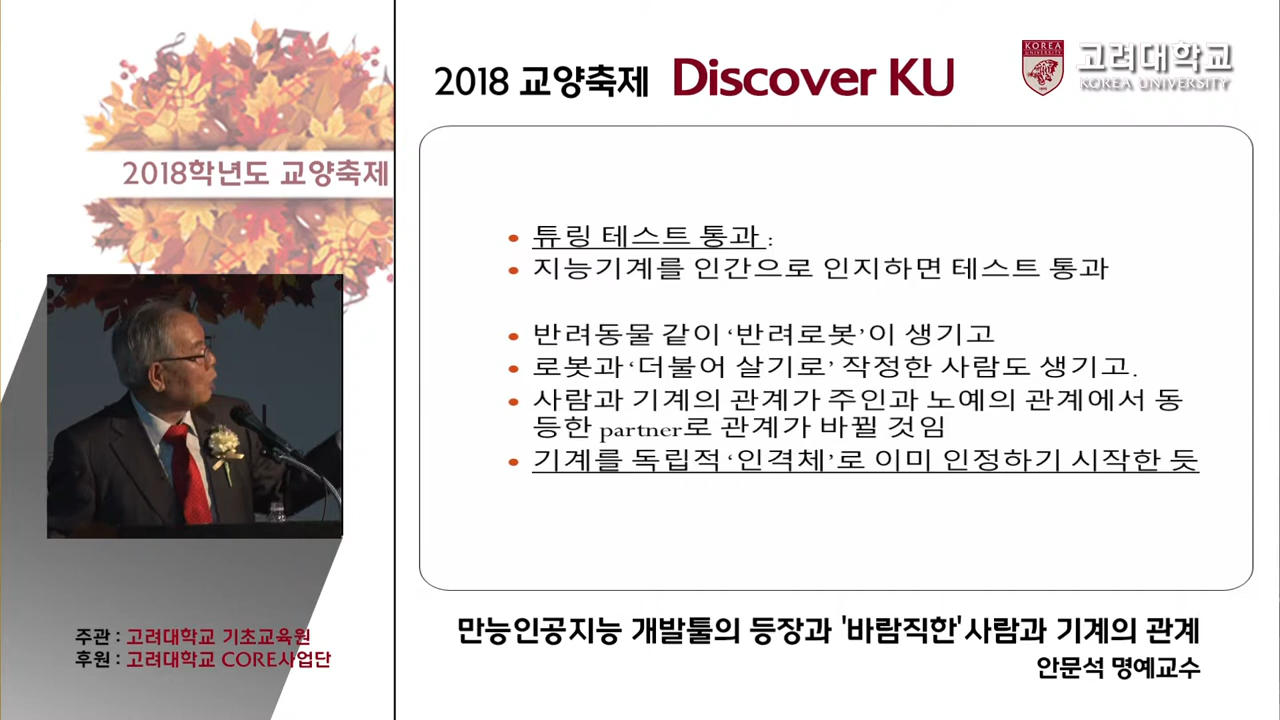 2018 교양축제 Discover KU
KOREA
UNIVERSITY
고려대학교
KOREA UNIVERSITY
2018학년도 교양축제
• 튜링 테스트 통과 :
• 지능기계를 인간으로 인지하면 테스트 통과
• 반려동물 같이 ‘반려로봇’이 생기고
• 로봇과 ‘더불어 살기로’ 작정한 사람도 생기고.
• 사람과 기계의 관계가 주인과 노예의 관계에서 동
등한 partner로 관계가 바뀔 것임
• 기계를 독립적 ‘인격체’로 이미 인정하기 시작한 듯
주관 : 고려대학교 기초교육원
후원 : 고려대학교 CORE사업단
만능인공지능 개발툴의 등장과 '바람직한' 사람과 기계의 관계
안문석 명예교수